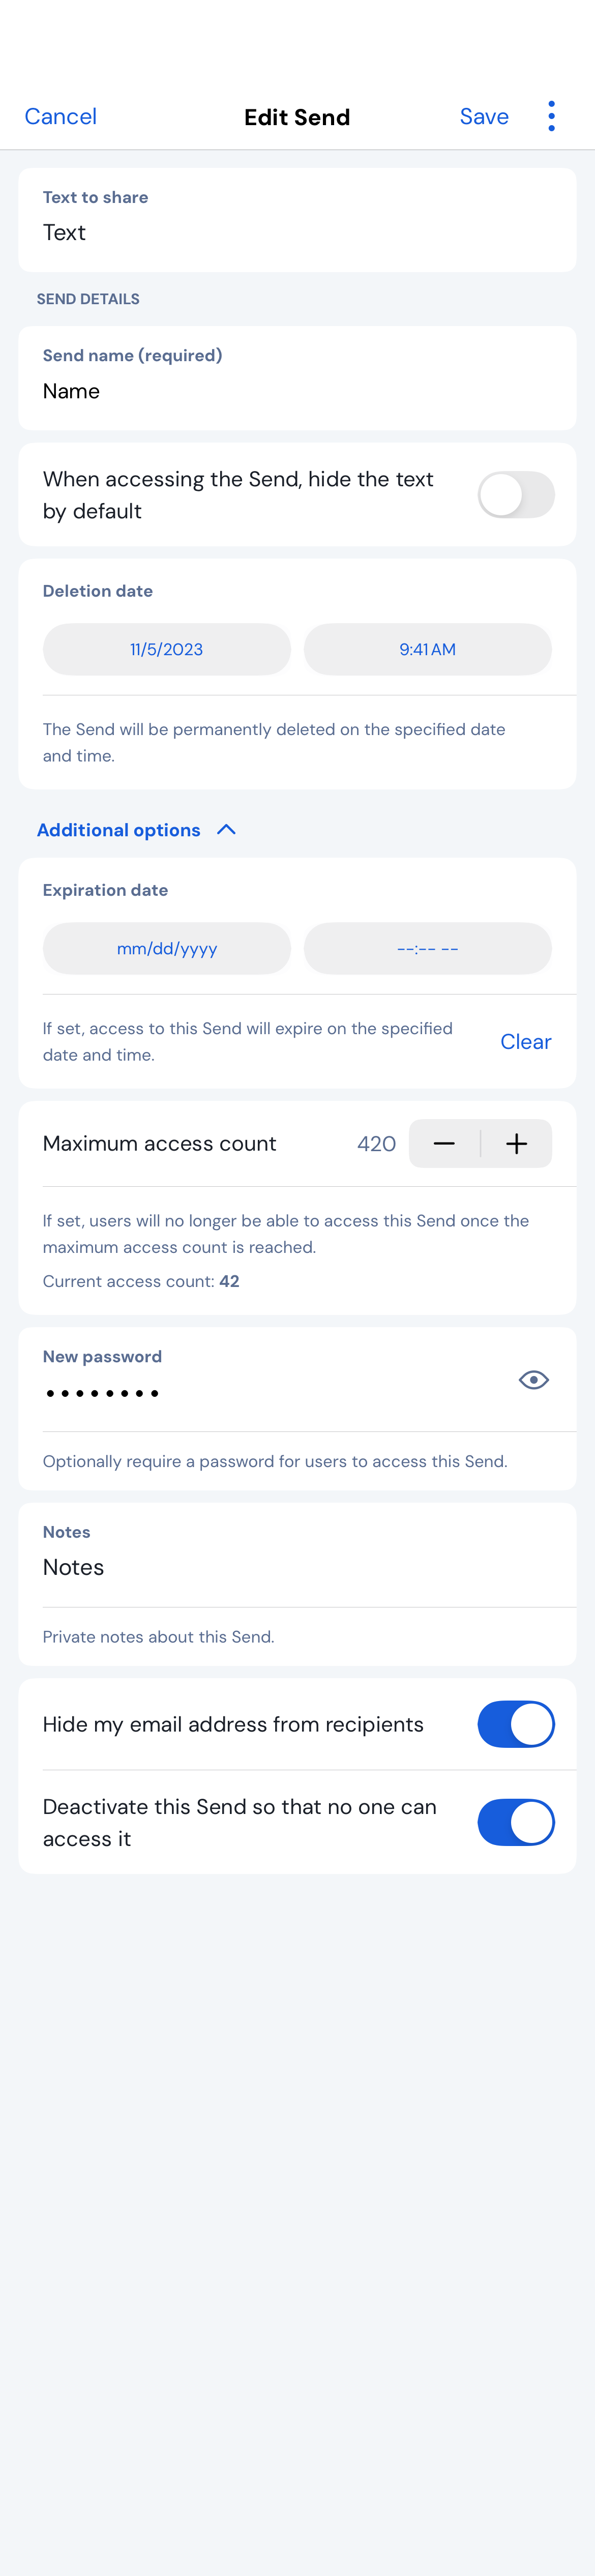 Cancel
Edit Send
Save
Text to share
Text
SEND DETAILS
Send name (required)
Name
When accessing the Send, hide the text
by default
Deletion date
11/5/2023
9:41 AM
The Send will be permanently deleted on the specified date
and time.
Additional options
Expiration date
mm/dd/yyyy
--:-- --
If set, access to this Send will expire on the specified
date and time.
Clear
Maximum access count
420
If set, users will no longer be able to access this Send once the
maximum access count is reached.
Current access count: 42
New password
••••••••
Optionally require a password for users to access this Send.
Notes
Notes
Private notes about this Send.
Hide my email address from recipients
Deactivate this Send so that no one can
access it